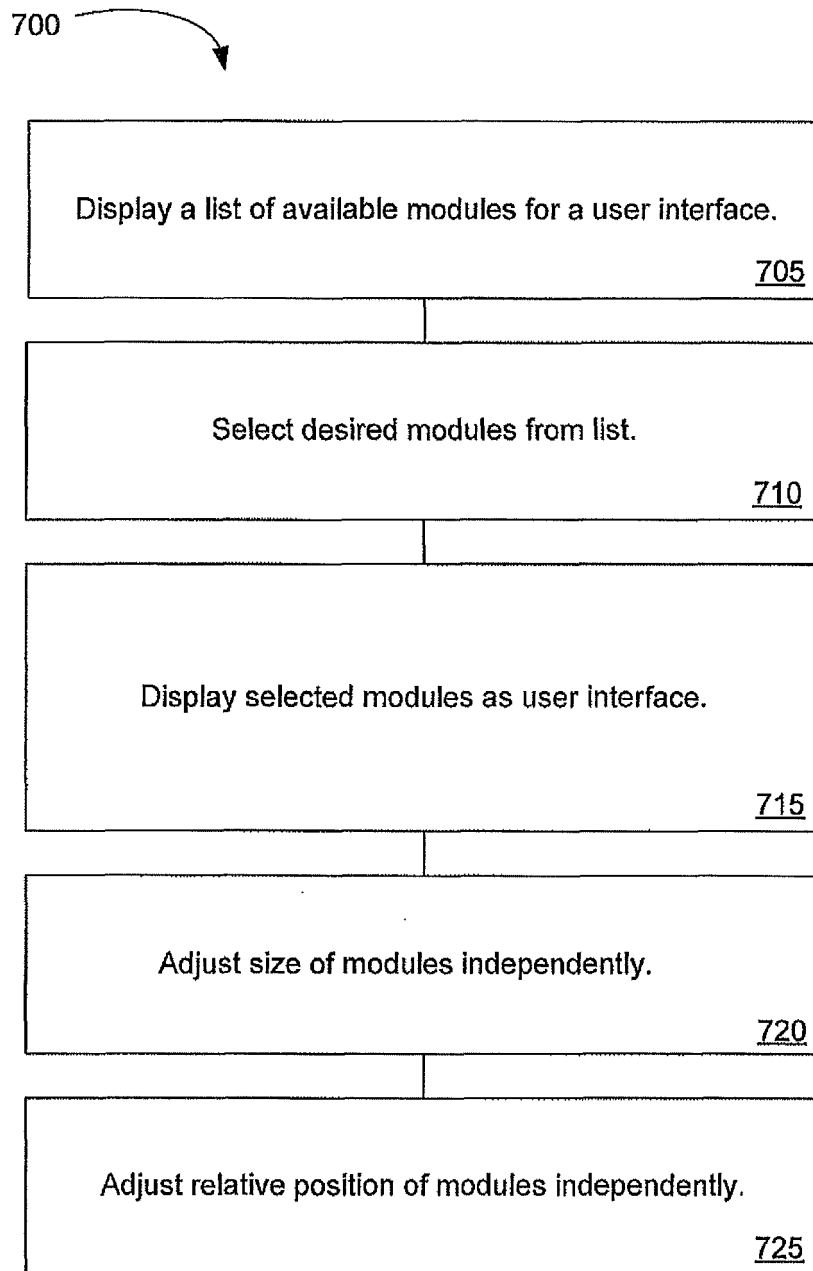 700
Display a list of available modules for a user interface.
705
Select desired modules from list.
710
Display selected modules as user interface.
715
Adjust size of modules independently.
720
Adjust relative position of modules independently.
725